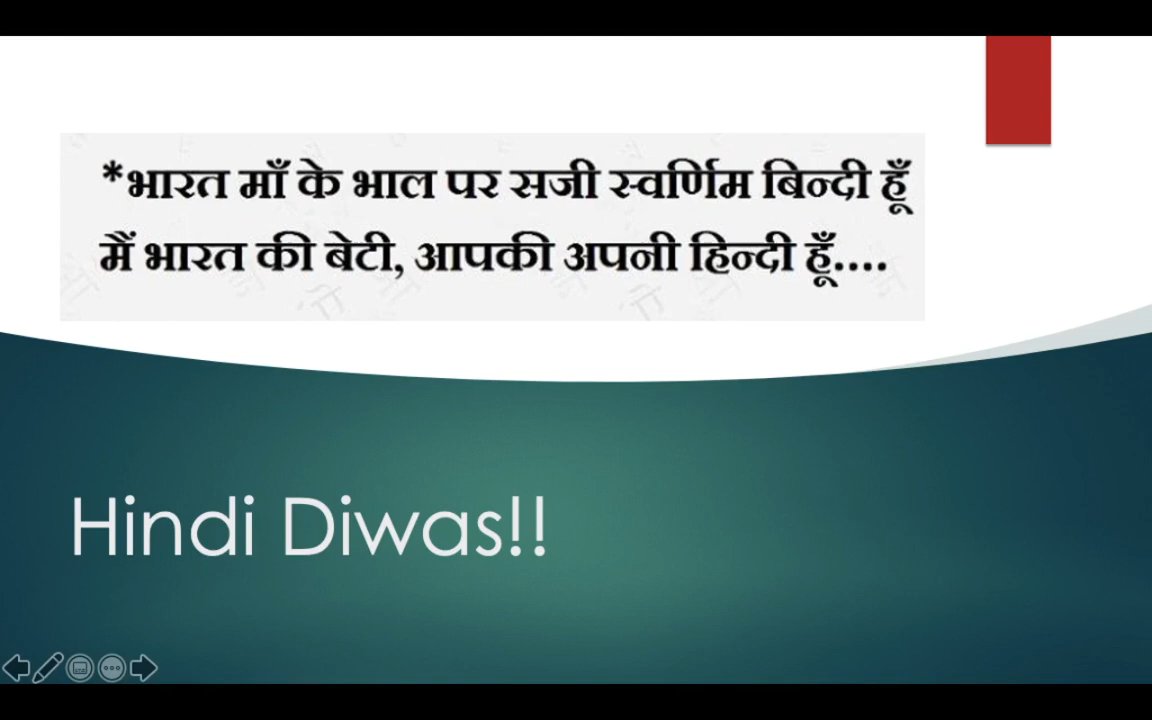 *भारत माँ के भाल पर सजी स्वर्णिम बिन्दी हूँ
मैं भारत की बेटी, आपकी अपनी हिन्दी हूँ....
Hindi Diwas!!